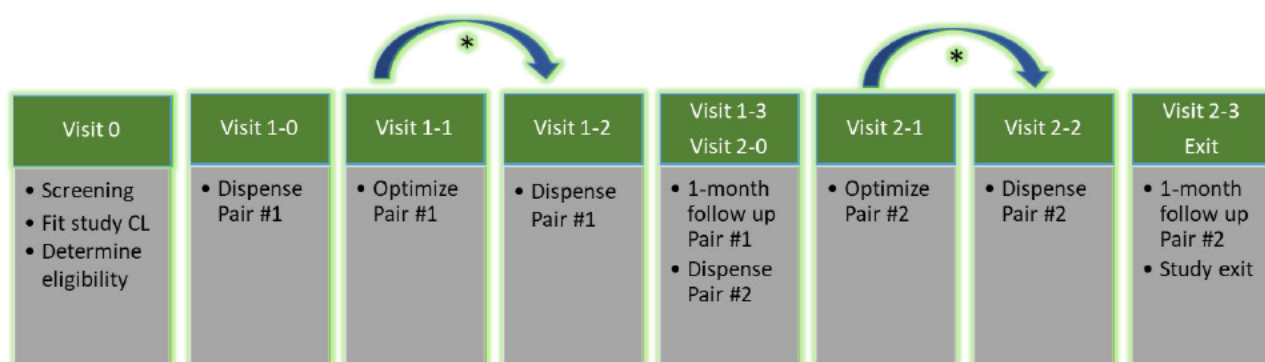 *
*
Visit 0
• Screening
• Fit study CL
• Determine
eligibility
Visit 1-0
• Dispense
Pair #1
Visit 1-1
• Optimize
Pair #1
Visit 1-2
• Dispense
Pair #1
Visit 1-3
Visit 2-0
• 1-month
follow up
Pair #1
• Dispense
Pair #2
Visit 2-1
• Optimize
Pair #2
Visit 2-2
• Dispense
Pair #2
Visit 2-3
Exit
• 1-month
follow up
Pair #2
• Study exit